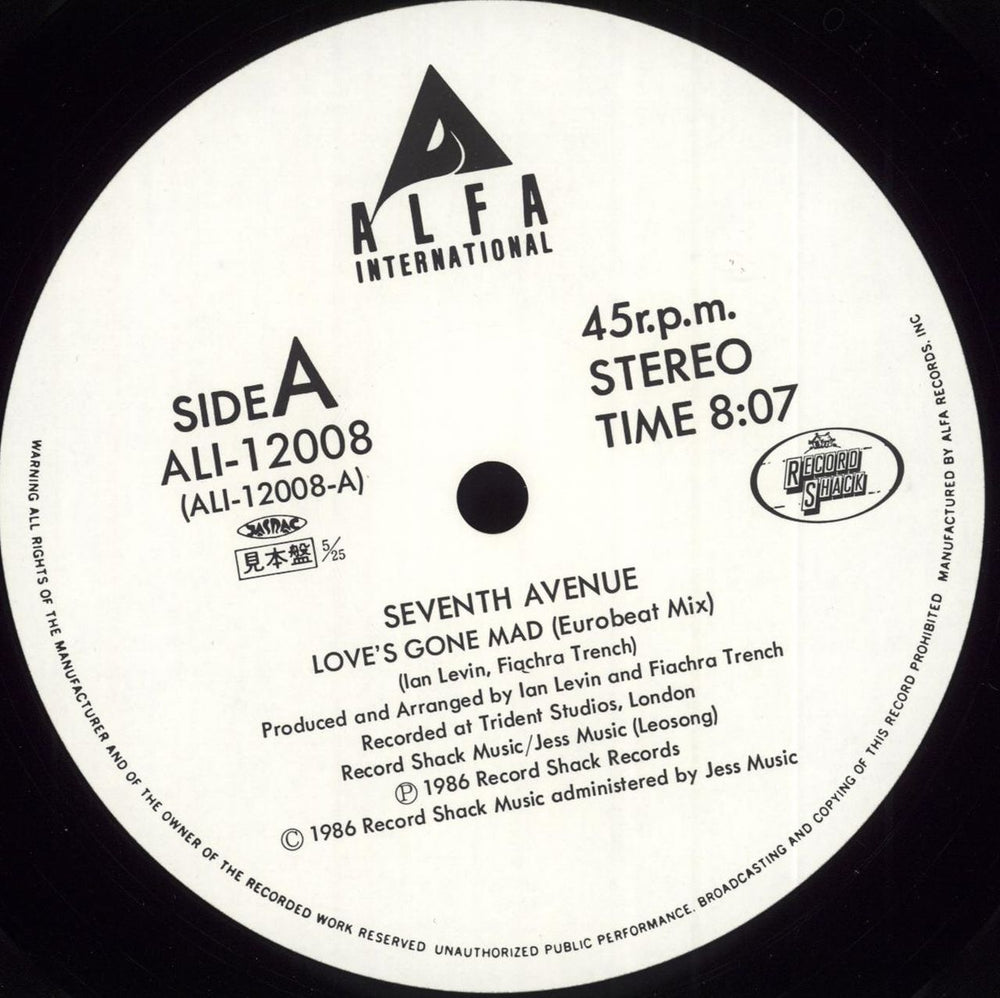 ALFA
INTERNATIONAL
SIDE A
ALI-12008
(ALI-12008-A)
JASRAC
見本盤 5/25
45r.p.m.
STEREO
TIME 8:07
RECORD
SHACK
SEVENTH AVENUE
LOVE'S GONE MAD (Eurobeat Mix)
(Ian Levin, Fiachra Trench)
Produced and Arranged by Ian Levin and Fiachra Trench
Recorded at Trident Studios, London
Record Shack Music/Jess Music (Leosong)
Ⓟ 1986 Record Shack Records
© 1986 Record Shack Music administered by Jess Music
WARNING ALL RIGHTS OF THE MANUFACTURER AND OF THE OWNER OF THE RECORDED WORK RESERVED UNAUTHORIZED PUBLIC PERFORMANCE. BROADCASTING AND COPYING OF THIS RECORD PROHIBITED MANUFACTURED BY ALFA RECORDS. INC